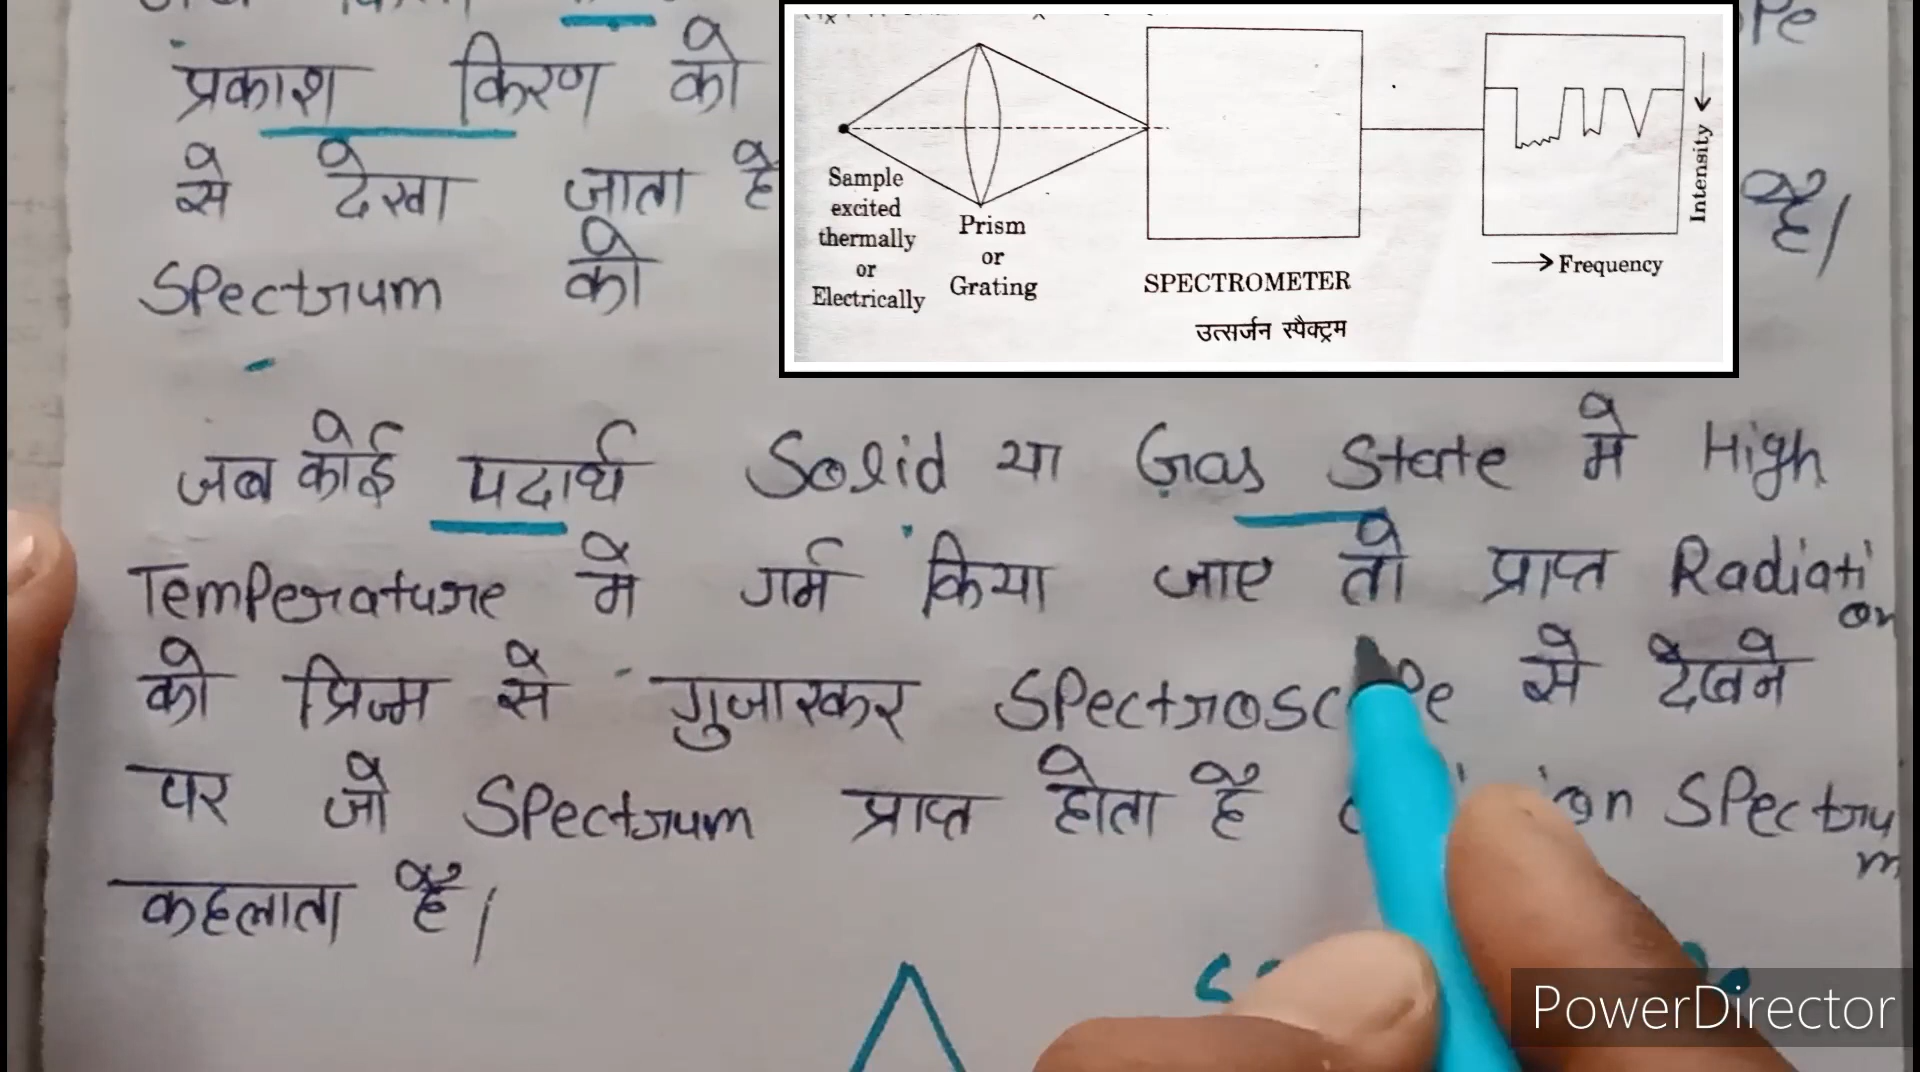 प्रकाश किरण को
से देखा जाता है
Spectrum को
है।
Sample
excited
thermally
or
Electrically
Prism
or
Grating
SPECTROMETER
उत्सर्जन स्पैक्ट्रम
Intensity
Frequency
जब कोई पदार्थ Solid या Gas State मे High
Temperature मे गर्म किया जाए तो प्राप्त Radiation
को प्रिज्म से गुजारकर Spectroscope से देखने
पर जो Spectrum प्राप्त होता है Spectrum
कहलाता है।
PowerDirector